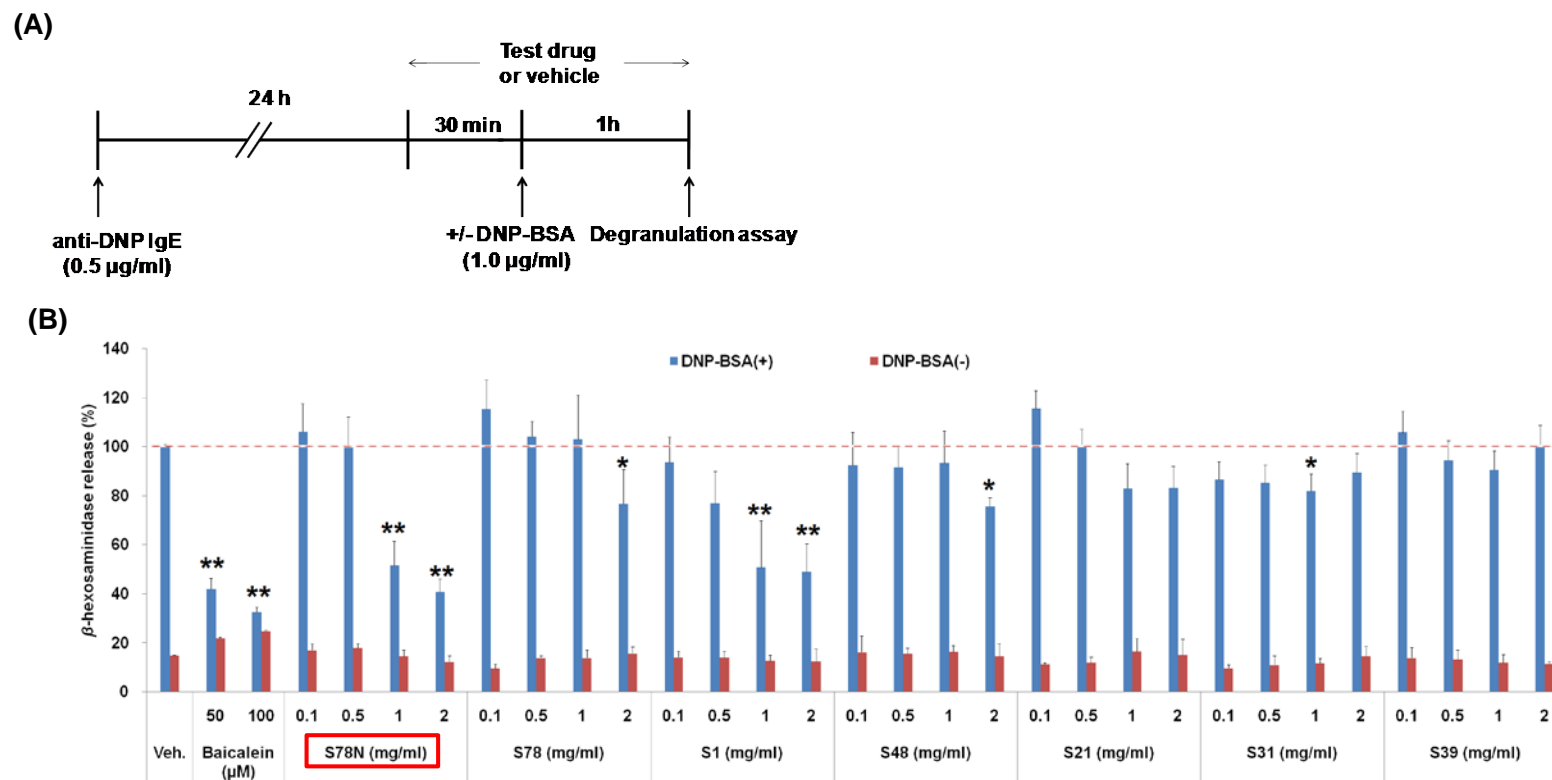 (A)
Test drug
or vehicle
24 h
30 min
1h
anti-DNP IgE
(0.5 µg/ml)
+/- DNP-BSA
(1.0 µg/ml)
Degranulation assay
(B)
DNP-BSA(+)
DNP-BSA(-)
β-hexosaminidase release (%)
140
120
100
80
60
40
20
0
** ** ** ** * ** ** * *
50 100 0.1 0.5 1 2 0.1 0.5 1 2 0.1 0.5 1 2 0.1 0.5 1 2 0.1 0.5 1 2 0.1 0.5 1 2 0.1 0.5 1 2
Veh. Baicalein S78N (mg/ml) S78 (mg/ml) S1 (mg/ml) S48 (mg/ml) S21 (mg/ml) S31 (mg/ml) S39 (mg/ml)
(µM)